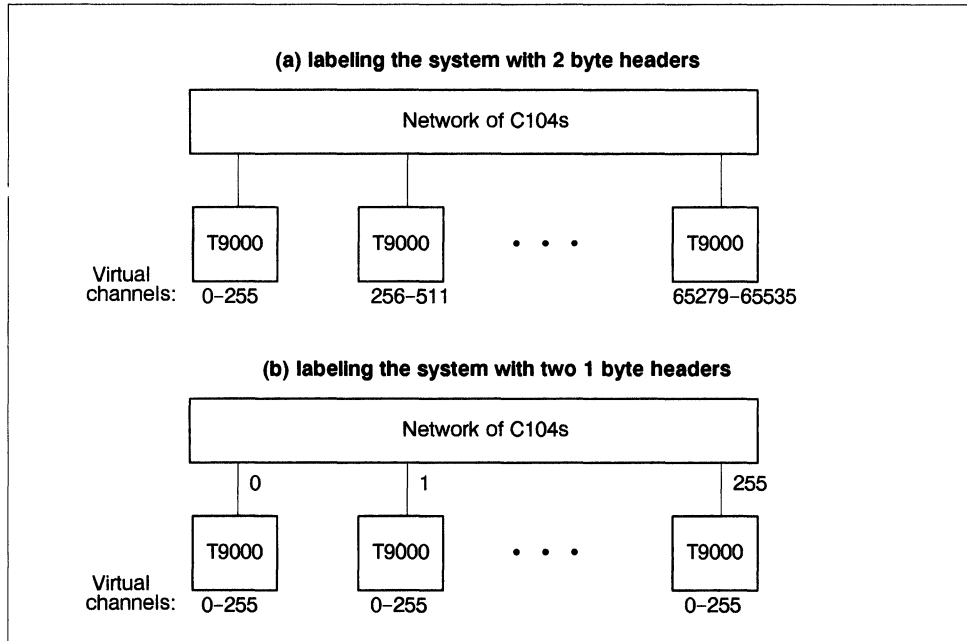 (a) labeling the system with 2 byte headers
Network of C104s
T9000 T9000 • • • T9000
Virtual channels: 0–255 256–511 65279–65535
(b) labeling the system with two 1 byte headers
Network of C104s
0 1 255
T9000 T9000 • • • T9000
Virtual
channels: 0–255 0–255 0–255